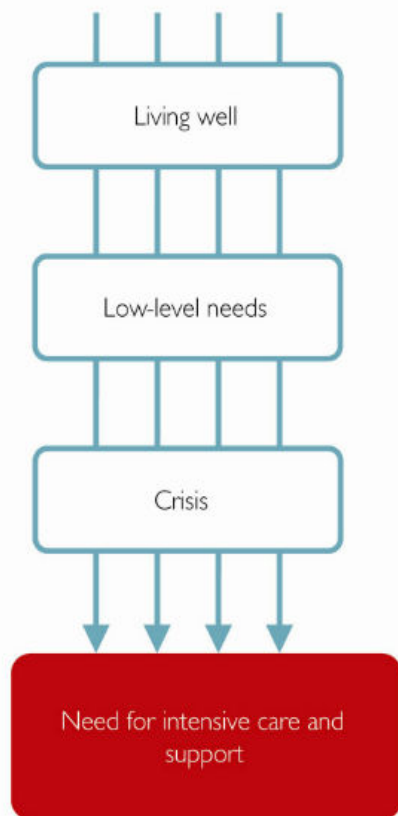 Living well
Low-level needs
Crisis
Need for intensive care and
support